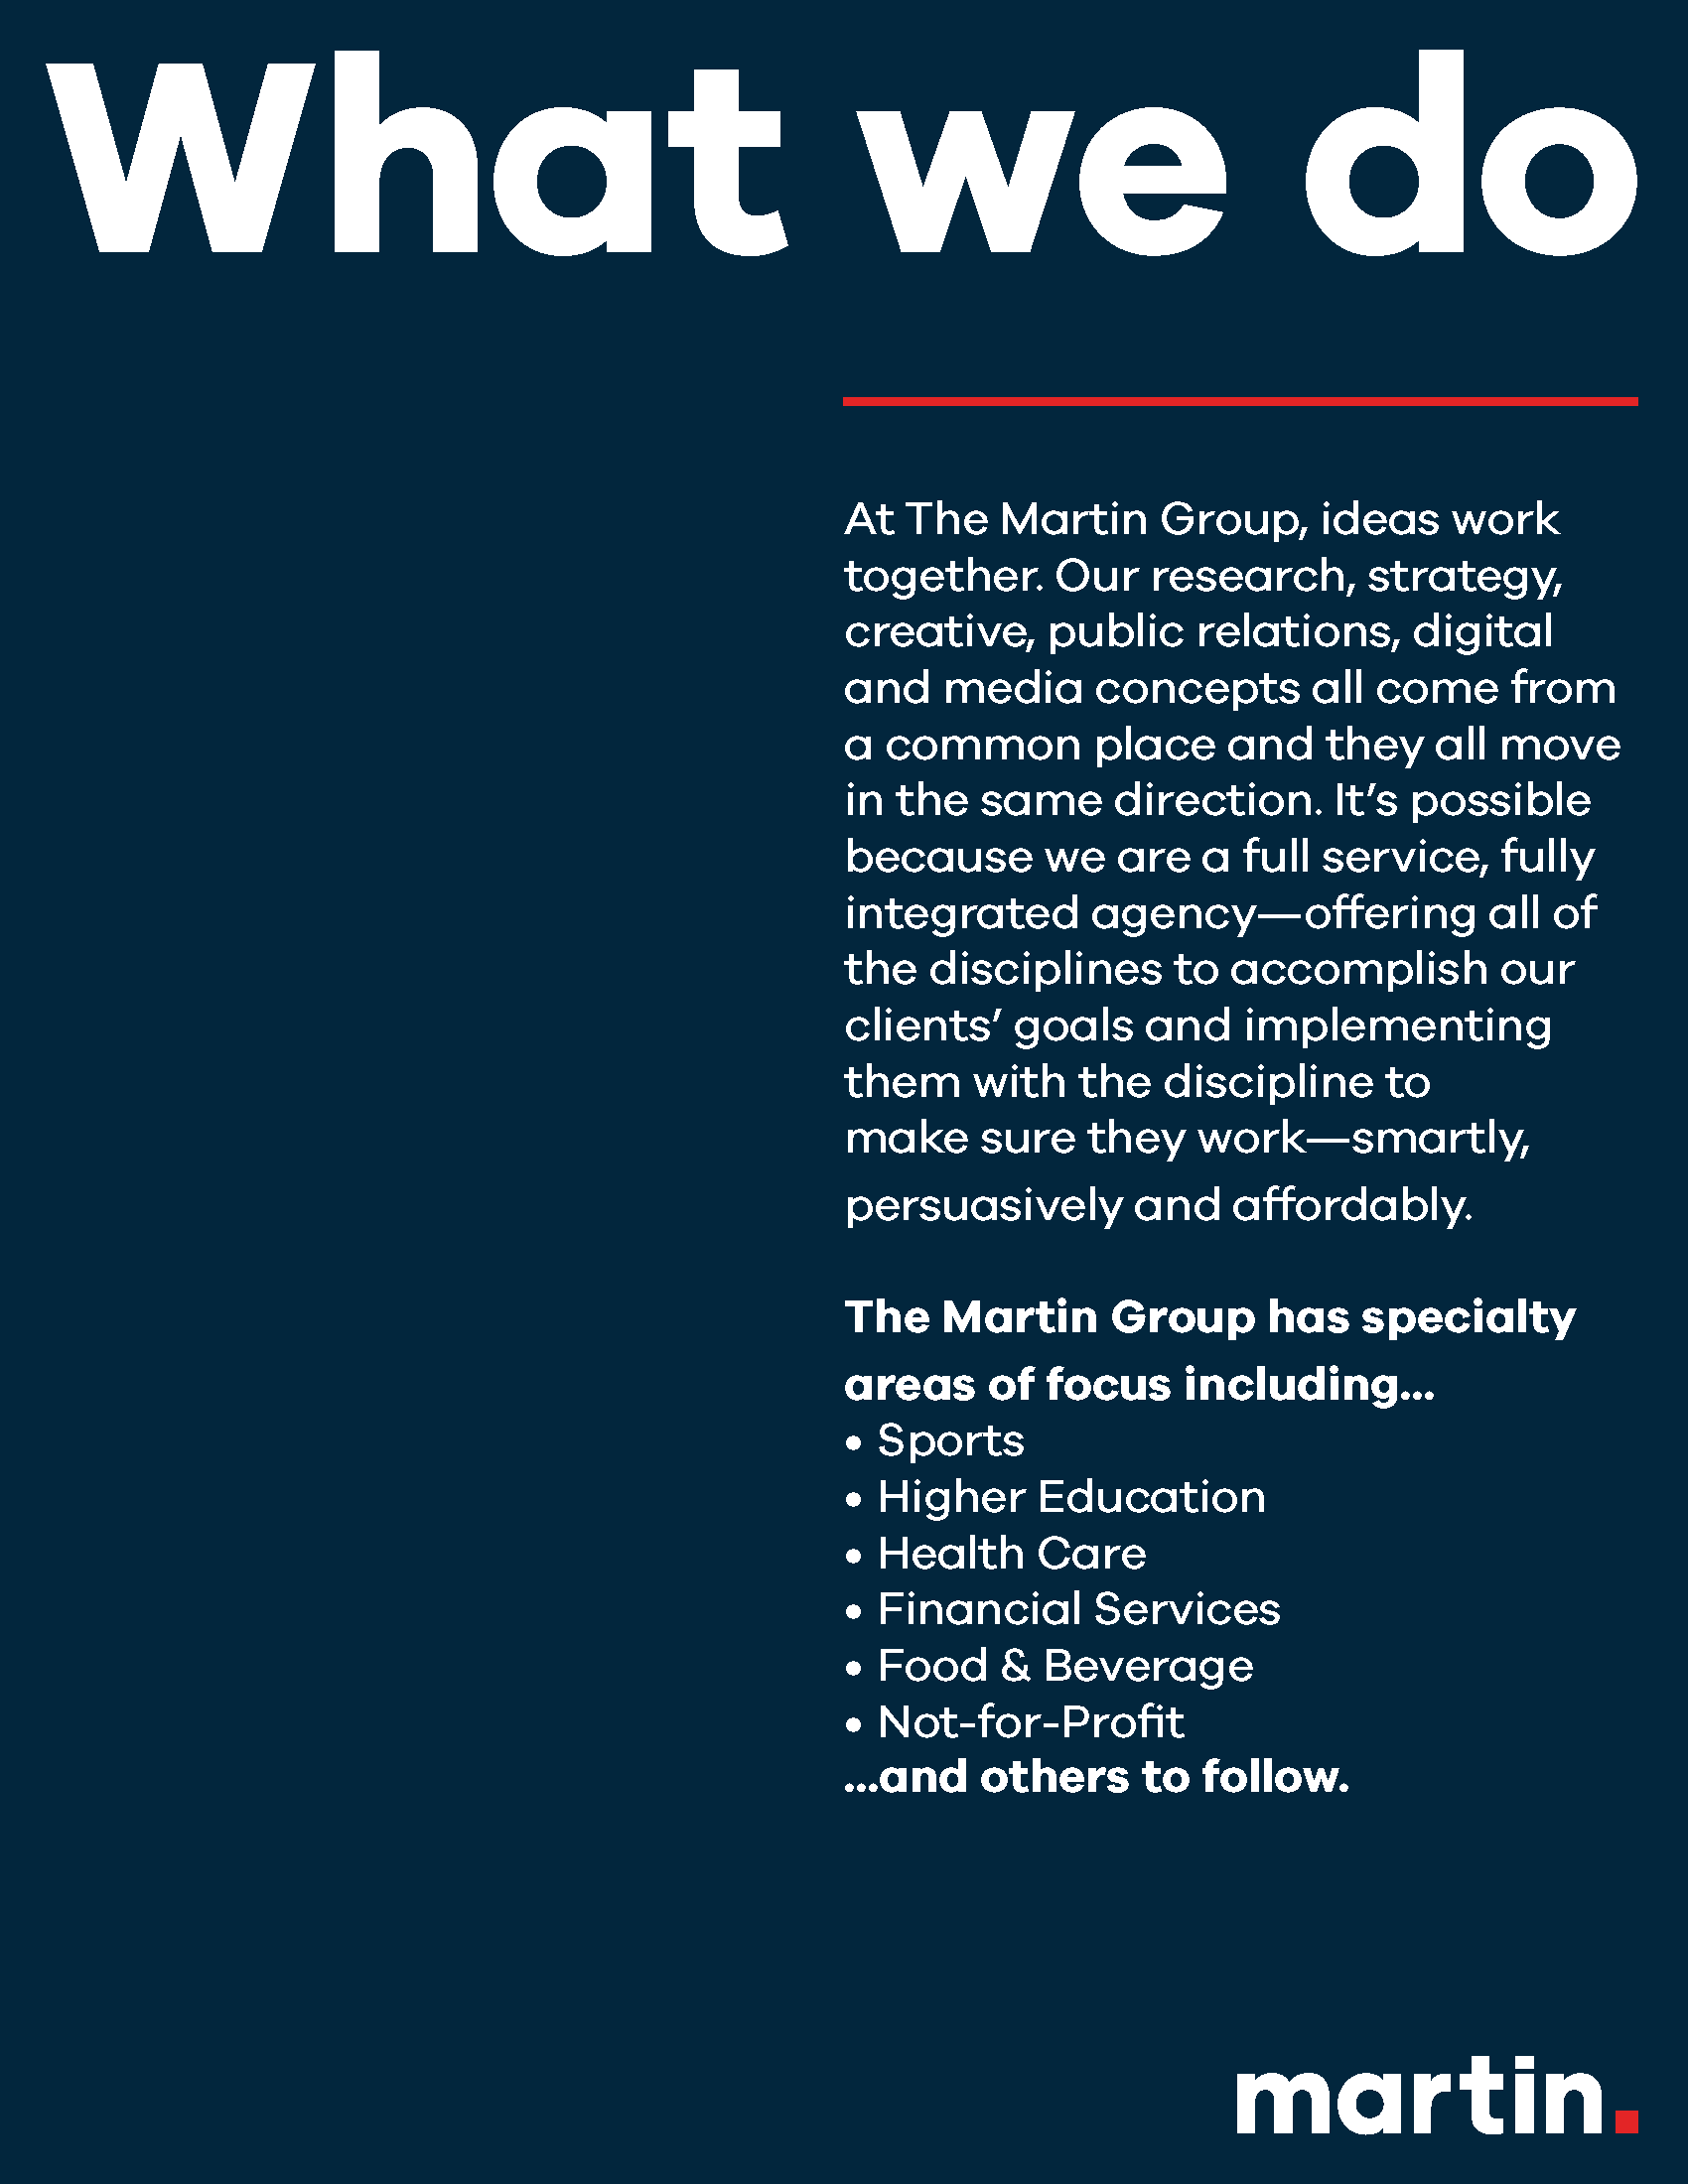 What we do
At The Martin Group, ideas work
together. Our research, strategy,
creative, public relations, digital
and media concepts all come from
a common place and they all move
in the same direction. It’s possible
because we are a full service, fully
integrated agency—offering all of
the disciplines to accomplish our
clients’ goals and implementing
them with the discipline to
make sure they work—smartly,
persuasively and affordably.
The Martin Group has specialty
areas of focus including...
• Sports
• Higher Education
• Health Care
• Financial Services
• Food & Beverage
• Not-for-Profit
...and others to follow.
martin.